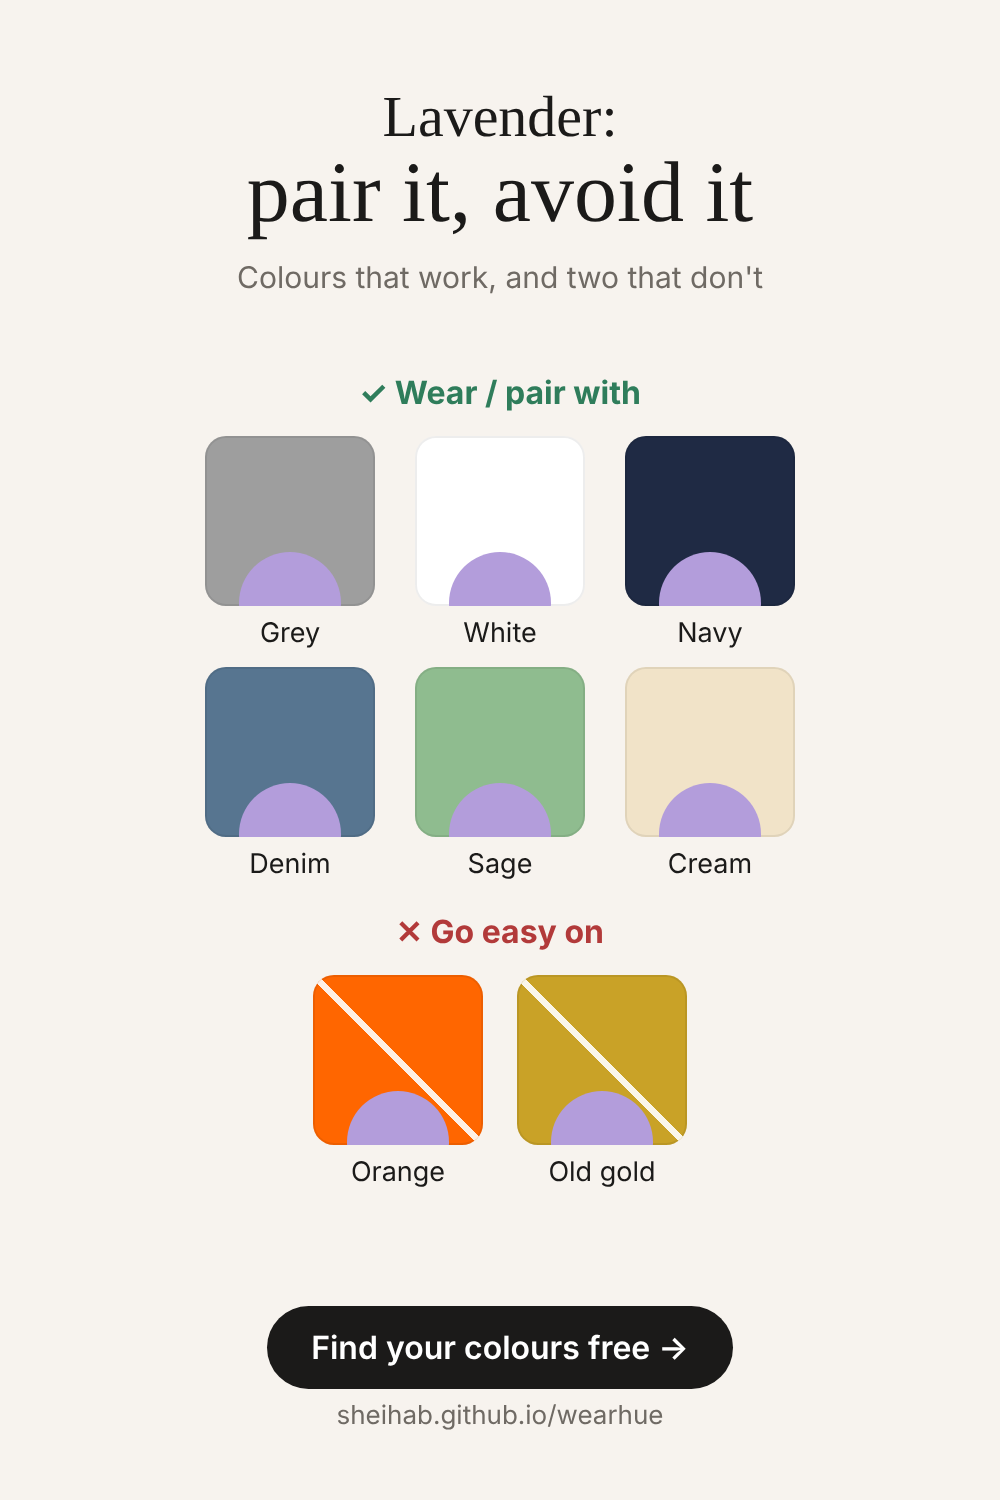 Lavender:
pair it, avoid it
Colours that work, and two that don't
✓ Wear / pair with
Grey White Navy
Denim Sage Cream
✕ Go easy on
Orange Old gold
Find your colours free →
sheihab.github.io/wearhue